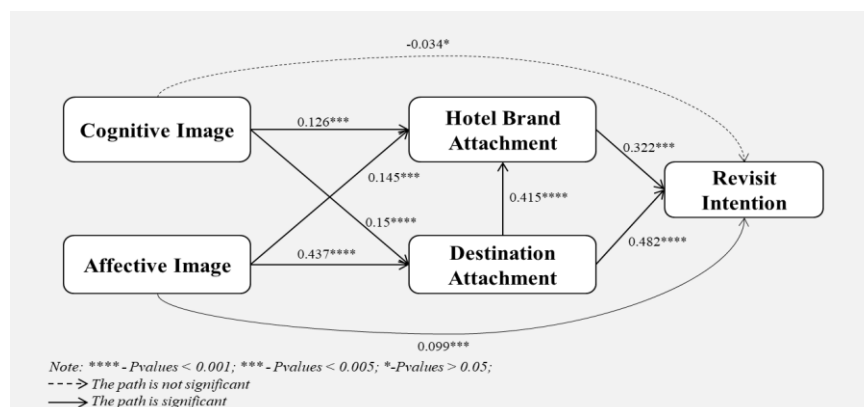 -0.034*
Cognitive Image
0.126***
Hotel Brand
Attachment
0.322***
0.145***
Revisit
Intention
0.415****
0.15****
0.482****
Affective Image
0.437****
Destination
Attachment
0.099***
Note: **** - Pvalues < 0.001; *** - Pvalues < 0.005; *-Pvalues > 0.05;
The path is not significant
The path is significant